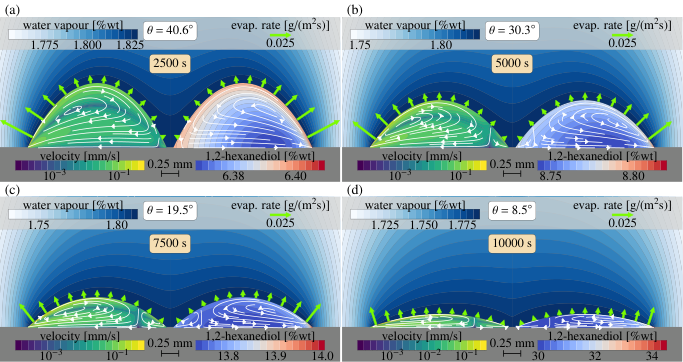 (a)
water vapour [%wt]
1.775 1.800 1.825
θ = 40.6°
evap. rate [g/(m²s)]
0.025
2500 s
velocity [mm/s]
10⁻³ 10⁻¹
0.25 mm
1,2-hexanediol [%wt]
6.38 6.40
(b)
water vapour [%wt]
1.75 1.80
θ = 30.3°
evap. rate [g/(m²s)]
0.025
5000 s
velocity [mm/s]
10⁻³ 10⁻¹
0.25 mm
1,2-hexanediol [%wt]
8.75 8.80
(c)
water vapour [%wt]
1.75 1.80
θ = 19.5°
evap. rate [g/(m²s)]
0.025
7500 s
velocity [mm/s]
10⁻³ 10⁻¹
0.25 mm
1,2-hexanediol [%wt]
13.8 13.9 14.0
(d)
water vapour [%wt]
1.725 1.750 1.775
θ = 8.5°
evap. rate [g/(m²s)]
0.025
10000 s
velocity [mm/s]
10⁻³ 10⁻² 10⁻¹
0.25 mm
1,2-hexanediol [%wt]
30 32 34